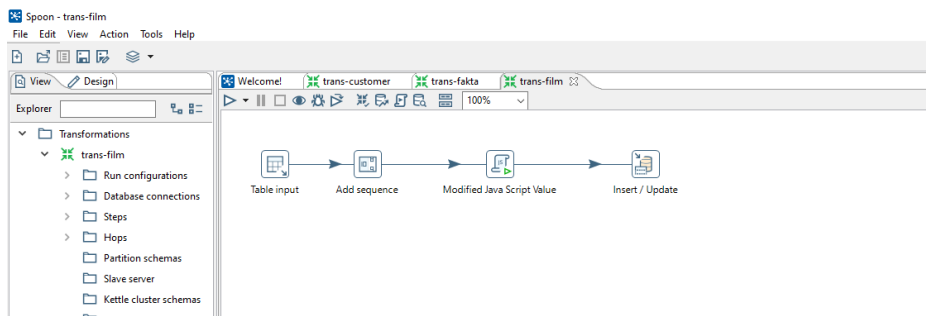 Spoon - trans-film
File Edit View Action Tools Help
View Design
Welcome! trans-customer trans-fakta trans-film
Explorer
100%
Transformations
trans-film
Run configurations
Database connections
Steps
Hops
Partition schemas
Slave server
Kettle cluster schemas
Table input Add sequence Modified Java Script Value Insert / Update